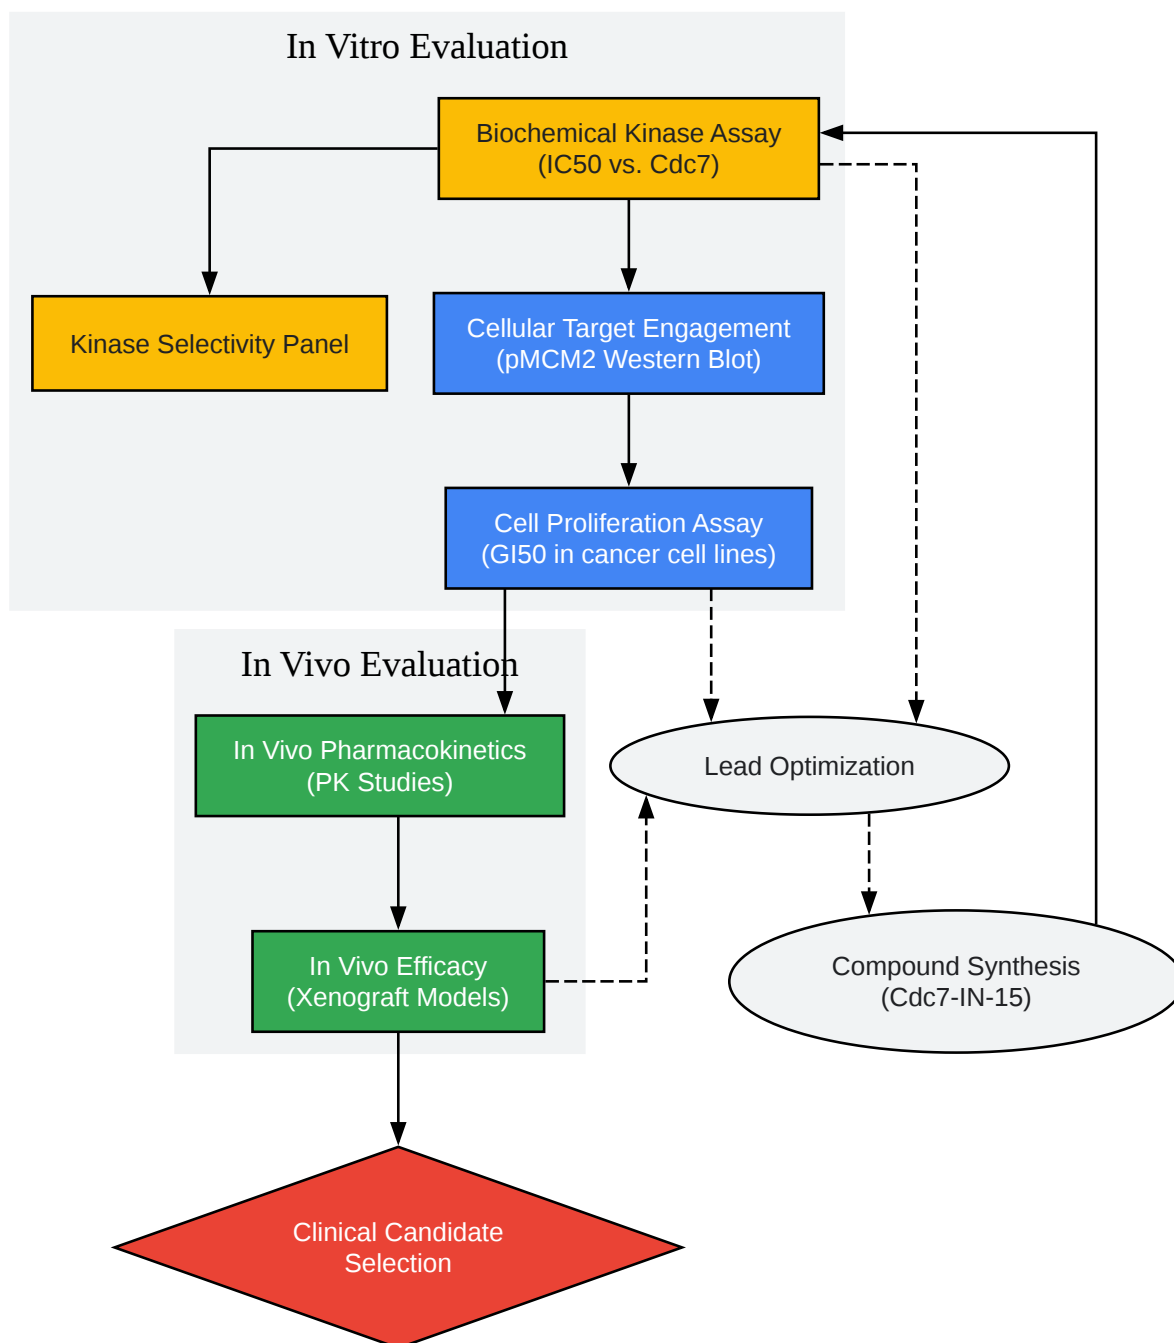 In Vitro Evaluation
Biochemical Kinase Assay
(IC50 vs. Cdc7)
Kinase Selectivity Panel
Cellular Target Engagement
(pMCM2 Western Blot)
Cell Proliferation Assay
(GI50 in cancer cell lines)
In Vivo Evaluation
In Vivo Pharmacokinetics
(PK Studies)
Lead Optimization
In Vivo Efficacy
(Xenograft Models)
Compound Synthesis
(Cdc7-IN-15)
Clinical Candidate
Selection